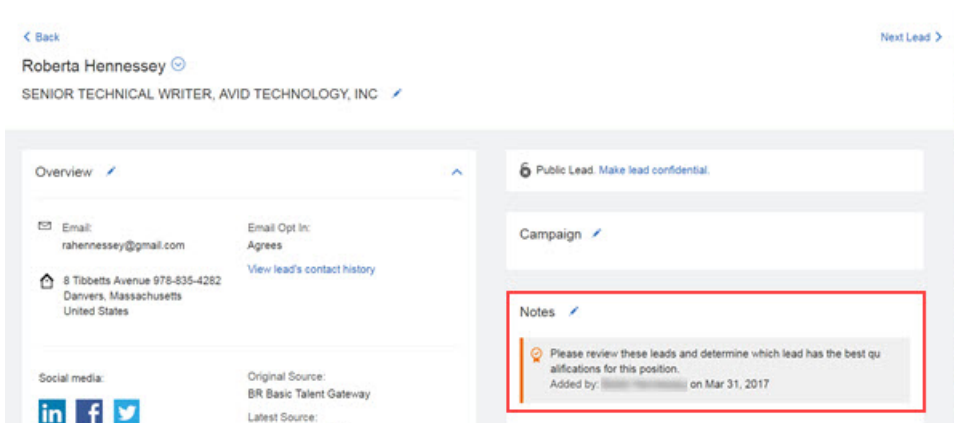 Back
Next Lead
Roberta Hennessey
SENIOR TECHNICAL WRITER, AVID TECHNOLOGY, INC
Overview
Email:
rahennessey@gmail.com
8 Tibbetts Avenue 978-835-4282
Danvers, Massachusetts
United States
Email Opt In:
Agrees
View lead's contact history
Social media:
in f
Original Source:
BR Basic Talent Gateway
Latest Source:
Public Lead. Make lead confidential.
Campaign
Notes
Please review these leads and determine which lead has the best qu
alifications for this position.
Added by: on Mar 31, 2017